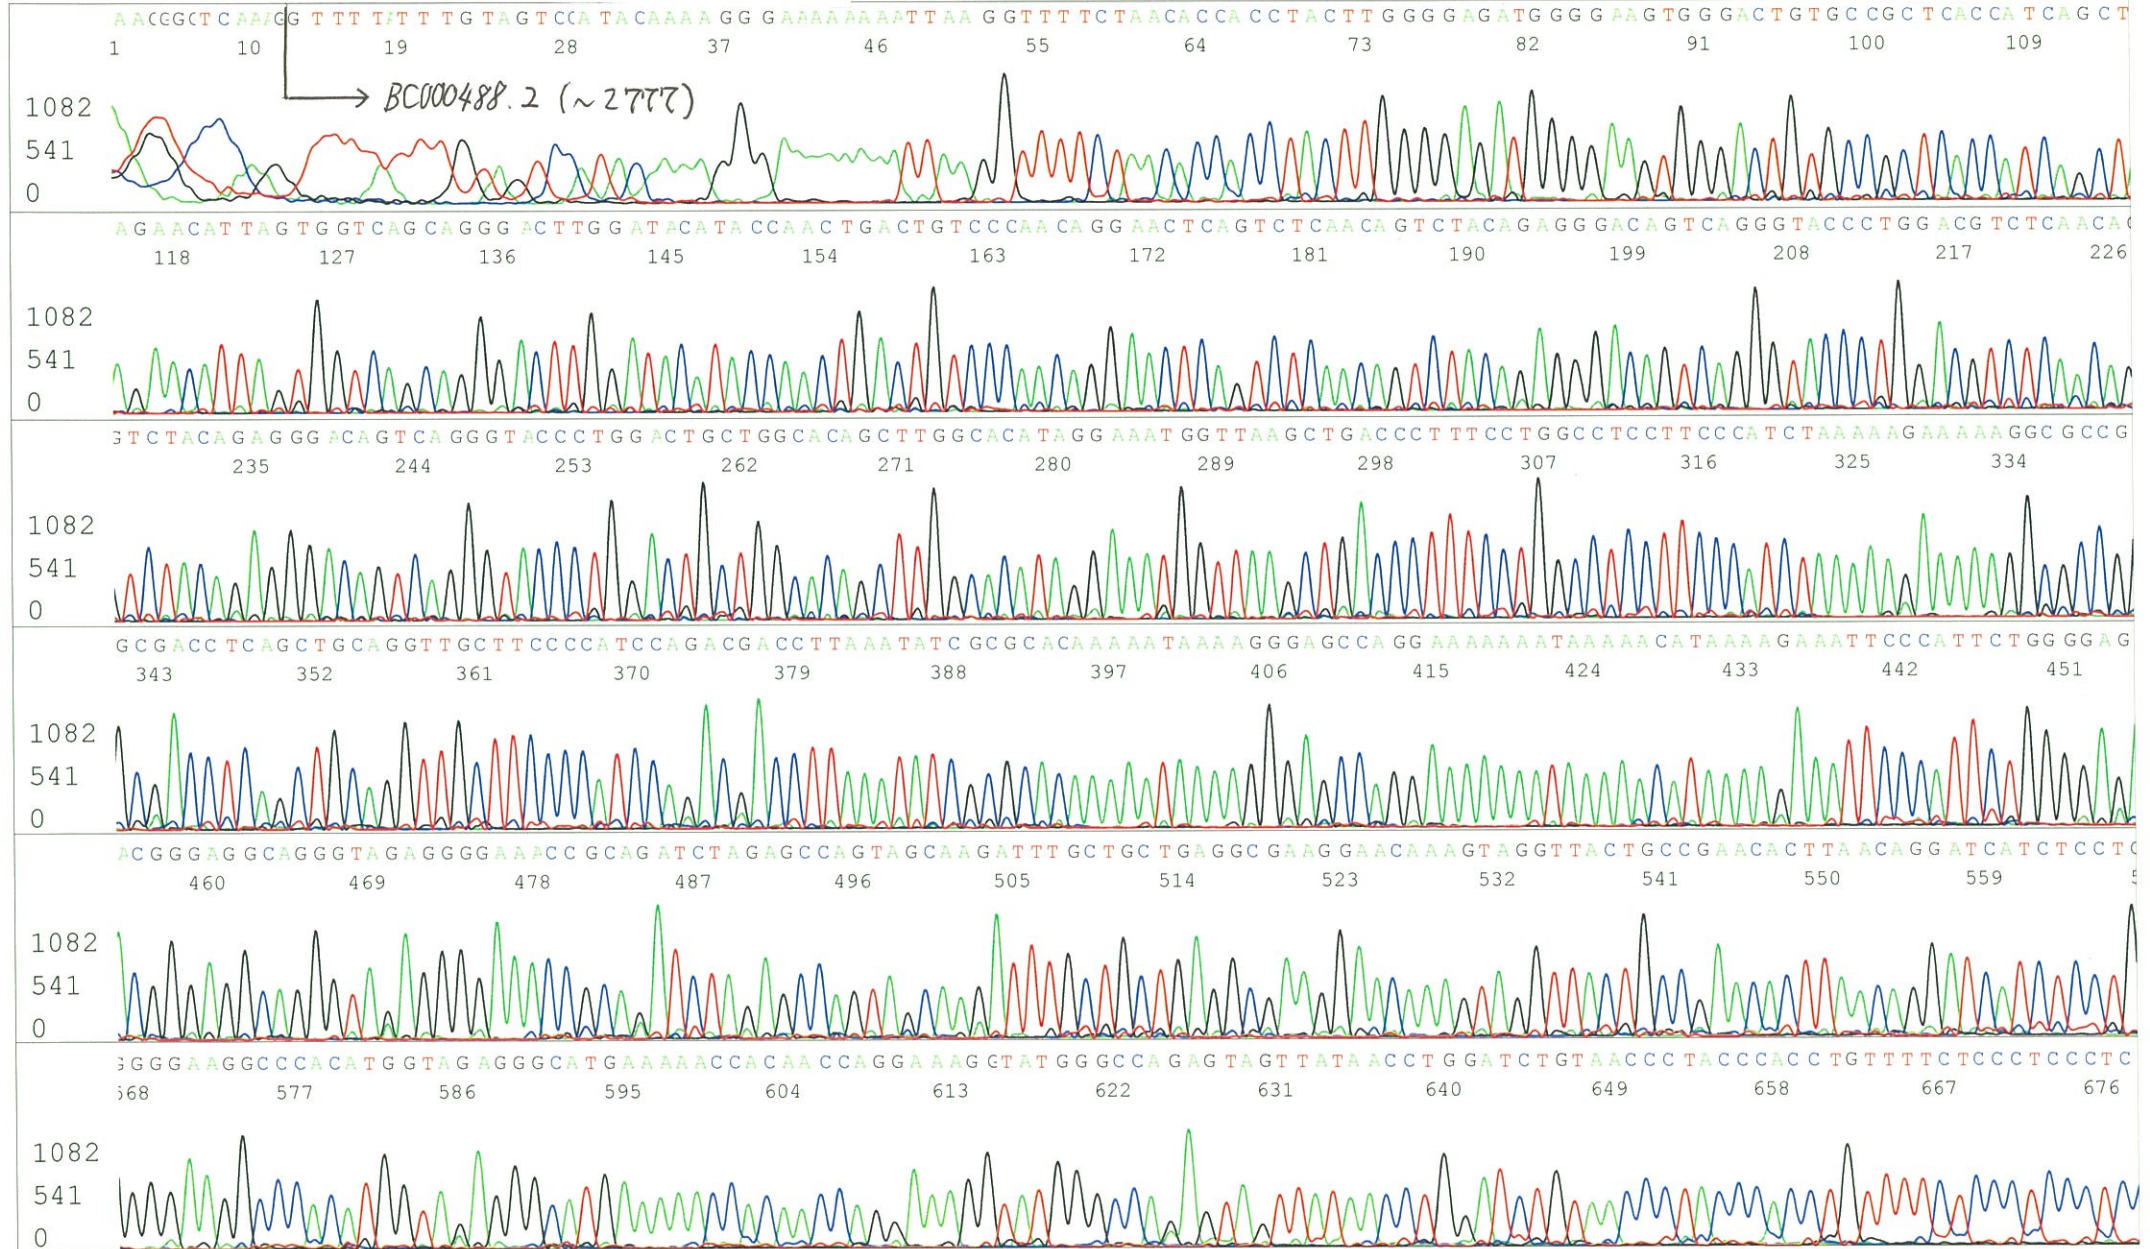 AACGGCTCAAAGGTTTTATTTGTAGTCCATACAAAAGGGAAAAAAAATTAAGGTTTTCTAACACCACCTACTTGGGGAGATGGGGAAGTGGGACTGTGCCGCTCACCATCAGCT
1 10 19 28 37 46 55 64 73 82 91 100 109
BC000488.2 (~2777)
1082
541
0
AGAACATTAGTGGTCAGCAGGGACTTGGATACATACCAACTGACTGTCCCAACAGGAACTCAGTCTCAACAGTCTACAGAGGGACAGTCAGGGTACCCTGGACGTCTCAACAG
118 127 136 145 154 163 172 181 190 199 208 217 226
1082
541
0
GTCTACAGAGGGACAGTCAGGGTACCCTGGACTGCTGGCACAGCTTGGCACATAGGAAATGGTTAAGCTGACCCTTTCCTGGCCTCCTTCCCATCTAAAAAGAAAAAGGCGCCG
235 244 253 262 271 280 289 298 307 316 325 334
1082
541
0
GCGACCTCAGCTGCAGGTTGCTTCCCCATCCAGACGACCTTAAATATCGCGCACAAAAATAAAAGGGAGCCAGGAAAAAAATAAAAACATAAAAGAAATTCCCATTCTGGGGAG
343 352 361 370 379 388 397 406 415 424 433 442 451
1082
541
0
ACGGGAGGCAGGGTAGAGGGGAAACCGCAGATCTAGAGCCAGTAGCAAGATTTGCTGCTGAGGCGAAGGAACAAAGTAGGTTACTGCCGAACACTTAACAGGATCATCTCCTC
460 469 478 487 496 505 514 523 532 541 550 559
1082
541
0
GGGGAAGGCCCACATGGTAGAGGGCATGAAAAACCACAACCAGGAAAGGTATGGGCCAGAGTAGTTATAACCTGGATCTGTAACCCTACCCACCTGTTTTCTCCCTCCCTC
568 577 586 595 604 613 622 631 640 649 658 667 676
1082
541
0